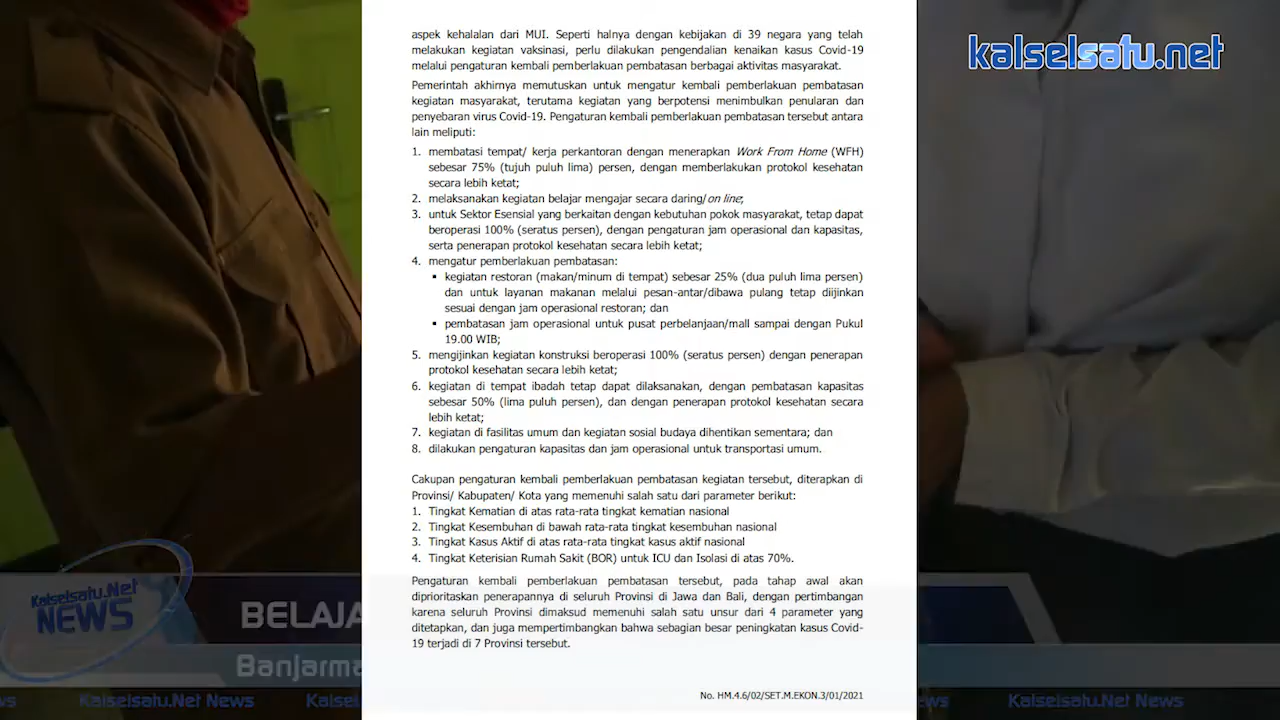 kalselsatu.net
aspek kehalalan dari MUI. Seperti halnya dengan kebijakan di 39 negara yang telah
melakukan kegiatan vaksinasi, perlu dilakukan pengendalian kenaikan kasus Covid-19
melalui pengaturan kembali pemberlakuan pembatasan berbagai aktivitas masyarakat.
Pemerintah akhirnya memutuskan untuk mengatur kembali pemberlakuan pembatasan
kegiatan masyarakat, terutama kegiatan yang berpotensi menimbulkan penularan dan
penyebaran virus Covid-19. Pengaturan kembali pemberlakuan pembatasan tersebut antara
lain meliputi:
1. membatasi tempat/ kerja perkantoran dengan menerapkan Work From Home (WFH)
sebesar 75% (tujuh puluh lima) persen, dengan memberlakukan protokol kesehatan
secara lebih ketat;
2. melaksanakan kegiatan belajar mengajar secara daring/on line;
3. untuk Sektor Esensial yang berkaitan dengan kebutuhan pokok masyarakat, tetap dapat
beroperasi 100% (seratus persen), dengan pengaturan jam operasional dan kapasitas,
serta penerapan protokol kesehatan secara lebih ketat;
4. mengatur pemberlakuan pembatasan:
▪ kegiatan restoran (makan/minum di tempat) sebesar 25% (dua puluh lima persen)
dan untuk layanan makanan melalui pesan-antar/dibawa pulang tetap diijinkan
sesuai dengan jam operasional restoran; dan
▪ pembatasan jam operasional untuk pusat perbelanjaan/mall sampai dengan Pukul
19.00 WIB;
5. mengijinkan kegiatan konstruksi beroperasi 100% (seratus persen) dengan penerapan
protokol kesehatan secara lebih ketat;
6. kegiatan di tempat ibadah tetap dapat dilaksanakan, dengan pembatasan kapasitas
sebesar 50% (lima puluh persen), dan dengan penerapan protokol kesehatan secara
lebih ketat;
7. kegiatan di fasilitas umum dan kegiatan sosial budaya dihentikan sementara; dan
8. dilakukan pengaturan kapasitas dan jam operasional untuk transportasi umum.
Cakupan pengaturan kembali pemberlakuan pembatasan kegiatan tersebut, diterapkan di
Provinsi/ Kabupaten/ Kota yang memenuhi salah satu dari parameter berikut:
1. Tingkat Kematian di atas rata-rata tingkat kematian nasional
2. Tingkat Kesembuhan di bawah rata-rata tingkat kesembuhan nasional
3. Tingkat Kasus Aktif di atas rata-rata tingkat kasus aktif nasional
4. Tingkat Keterisian Rumah Sakit (BOR) untuk ICU dan Isolasi di atas 70%.
Pengaturan kembali pemberlakuan pembatasan tersebut, pada tahap awal akan
diprioritaskan penerapannya di seluruh Provinsi di Jawa dan Bali, dengan pertimbangan
karena seluruh Provinsi dimaksud memenuhi salah satu unsur dari 4 parameter yang
ditetapkan, dan juga mempertimbangkan bahwa sebagian besar peningkatan kasus Covid-
19 terjadi di 7 Provinsi tersebut.
No. HM.4.6/02/SET.M.EKON.3/01/2021
Kalselsatu.Net
NEWS
BELAJA
Banjarma
ws Kalselsatu.Net News Kalsels ews Kalselsatu.Net News